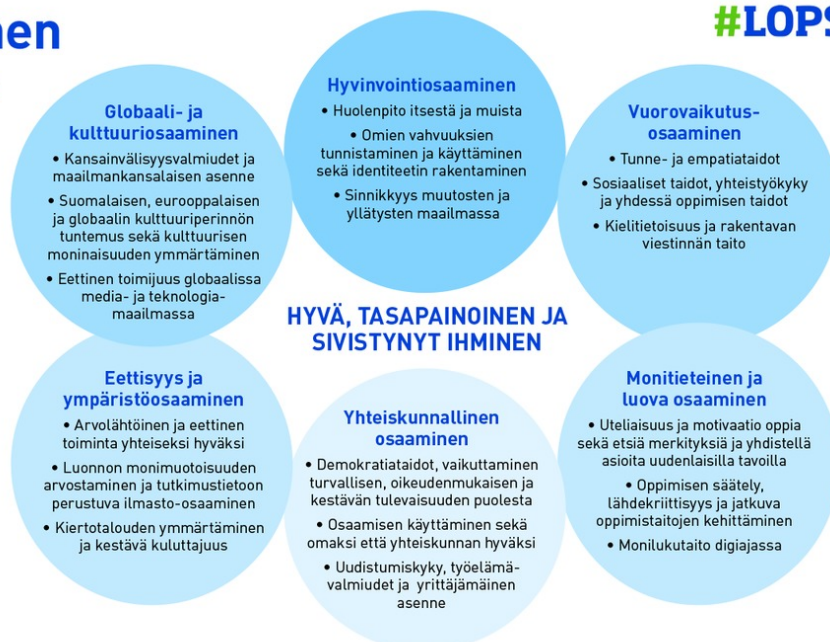 #LOPS
Hyvinvointiosaaminen
• Huolenpito itsestä ja muista
• Omien vahvuuksien
tunnistaminen ja käyttäminen
sekä identiteetin rakentaminen
• Sinnikkyys muutosten ja
yllätysten maailmassa
Globaali- ja
kulttuuriosaaminen
• Kansainvälisyysvalmiudet ja
maailmankansalaisen asenne
• Suomalaisen, eurooppalaisen
ja globaalin kulttuuriperinnön
tuntemus sekä kulttuurisen
moninaisuuden ymmärtäminen
• Eettinen toimijuus globaalissa
media- ja teknologia-
maailmassa
Vuorovaikutus-
osaaminen
• Tunne- ja empatiataidot
• Sosiaaliset taidot, yhteistyökyky
ja yhdessä oppimisen taidot
• Kielitietoisuus ja rakentavan
viestinnän taito
HYVÄ, TASAPAINOINEN JA
SIVISTYNYT IHMINEN
Eettisyys ja
ympäristöosaaminen
• Arvolähtöinen ja eettinen
toiminta yhteiseksi hyväksi
• Luonnon monimuotoisuuden
arvostaminen ja tutkimustietoon
perustuva ilmasto-osaaminen
• Kiertotalouden ymmärtäminen
ja kestävä kuluttajuus
Yhteiskunnallinen
osaaminen
• Demokratiataidot, vaikuttaminen
turvallisen, oikeudenmukaisen ja
kestävän tulevaisuuden puolesta
• Osaamisen käyttäminen sekä
omaksi että yhteiskunnan hyväksi
• Uudistumiskyky, työelämä-
valmiudet ja yrittäjämäinen
asenne
Monitieteinen ja
luova osaaminen
• Uteliaisuus ja motivaatio oppia
sekä etsiä merkityksiä ja yhdistellä
asioita uudenlaisilla tavoilla
• Oppimisen säätely,
lähdekriittisyys ja jatkuva
oppimistaitojen kehittäminen
• Monilukutaito digiajassa